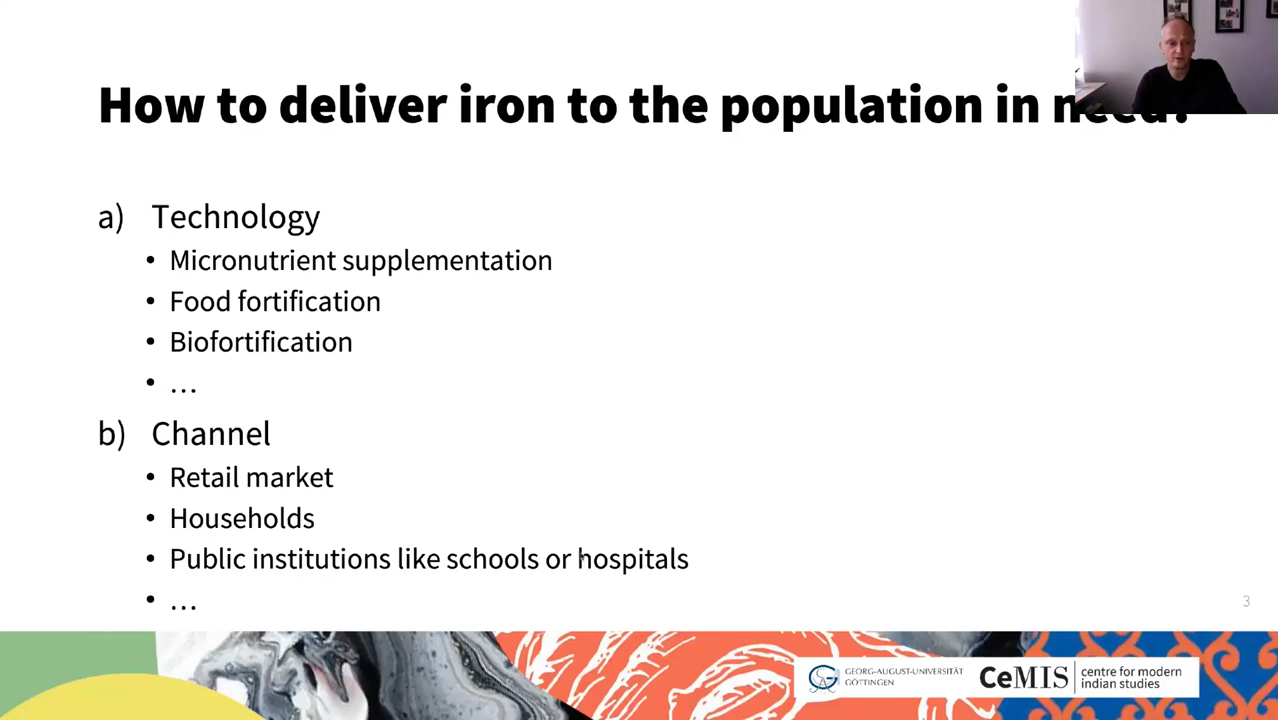 How to deliver iron to the population in need?
a) Technology
• Micronutrient supplementation
• Food fortification
• Biofortification
• …
b) Channel
• Retail market
• Households
• Public institutions like schools or hospitals
• …
3
GEORG-AUGUST-UNIVERSITÄT
GÖTTINGEN
CeMIS
centre for modern
indian studies